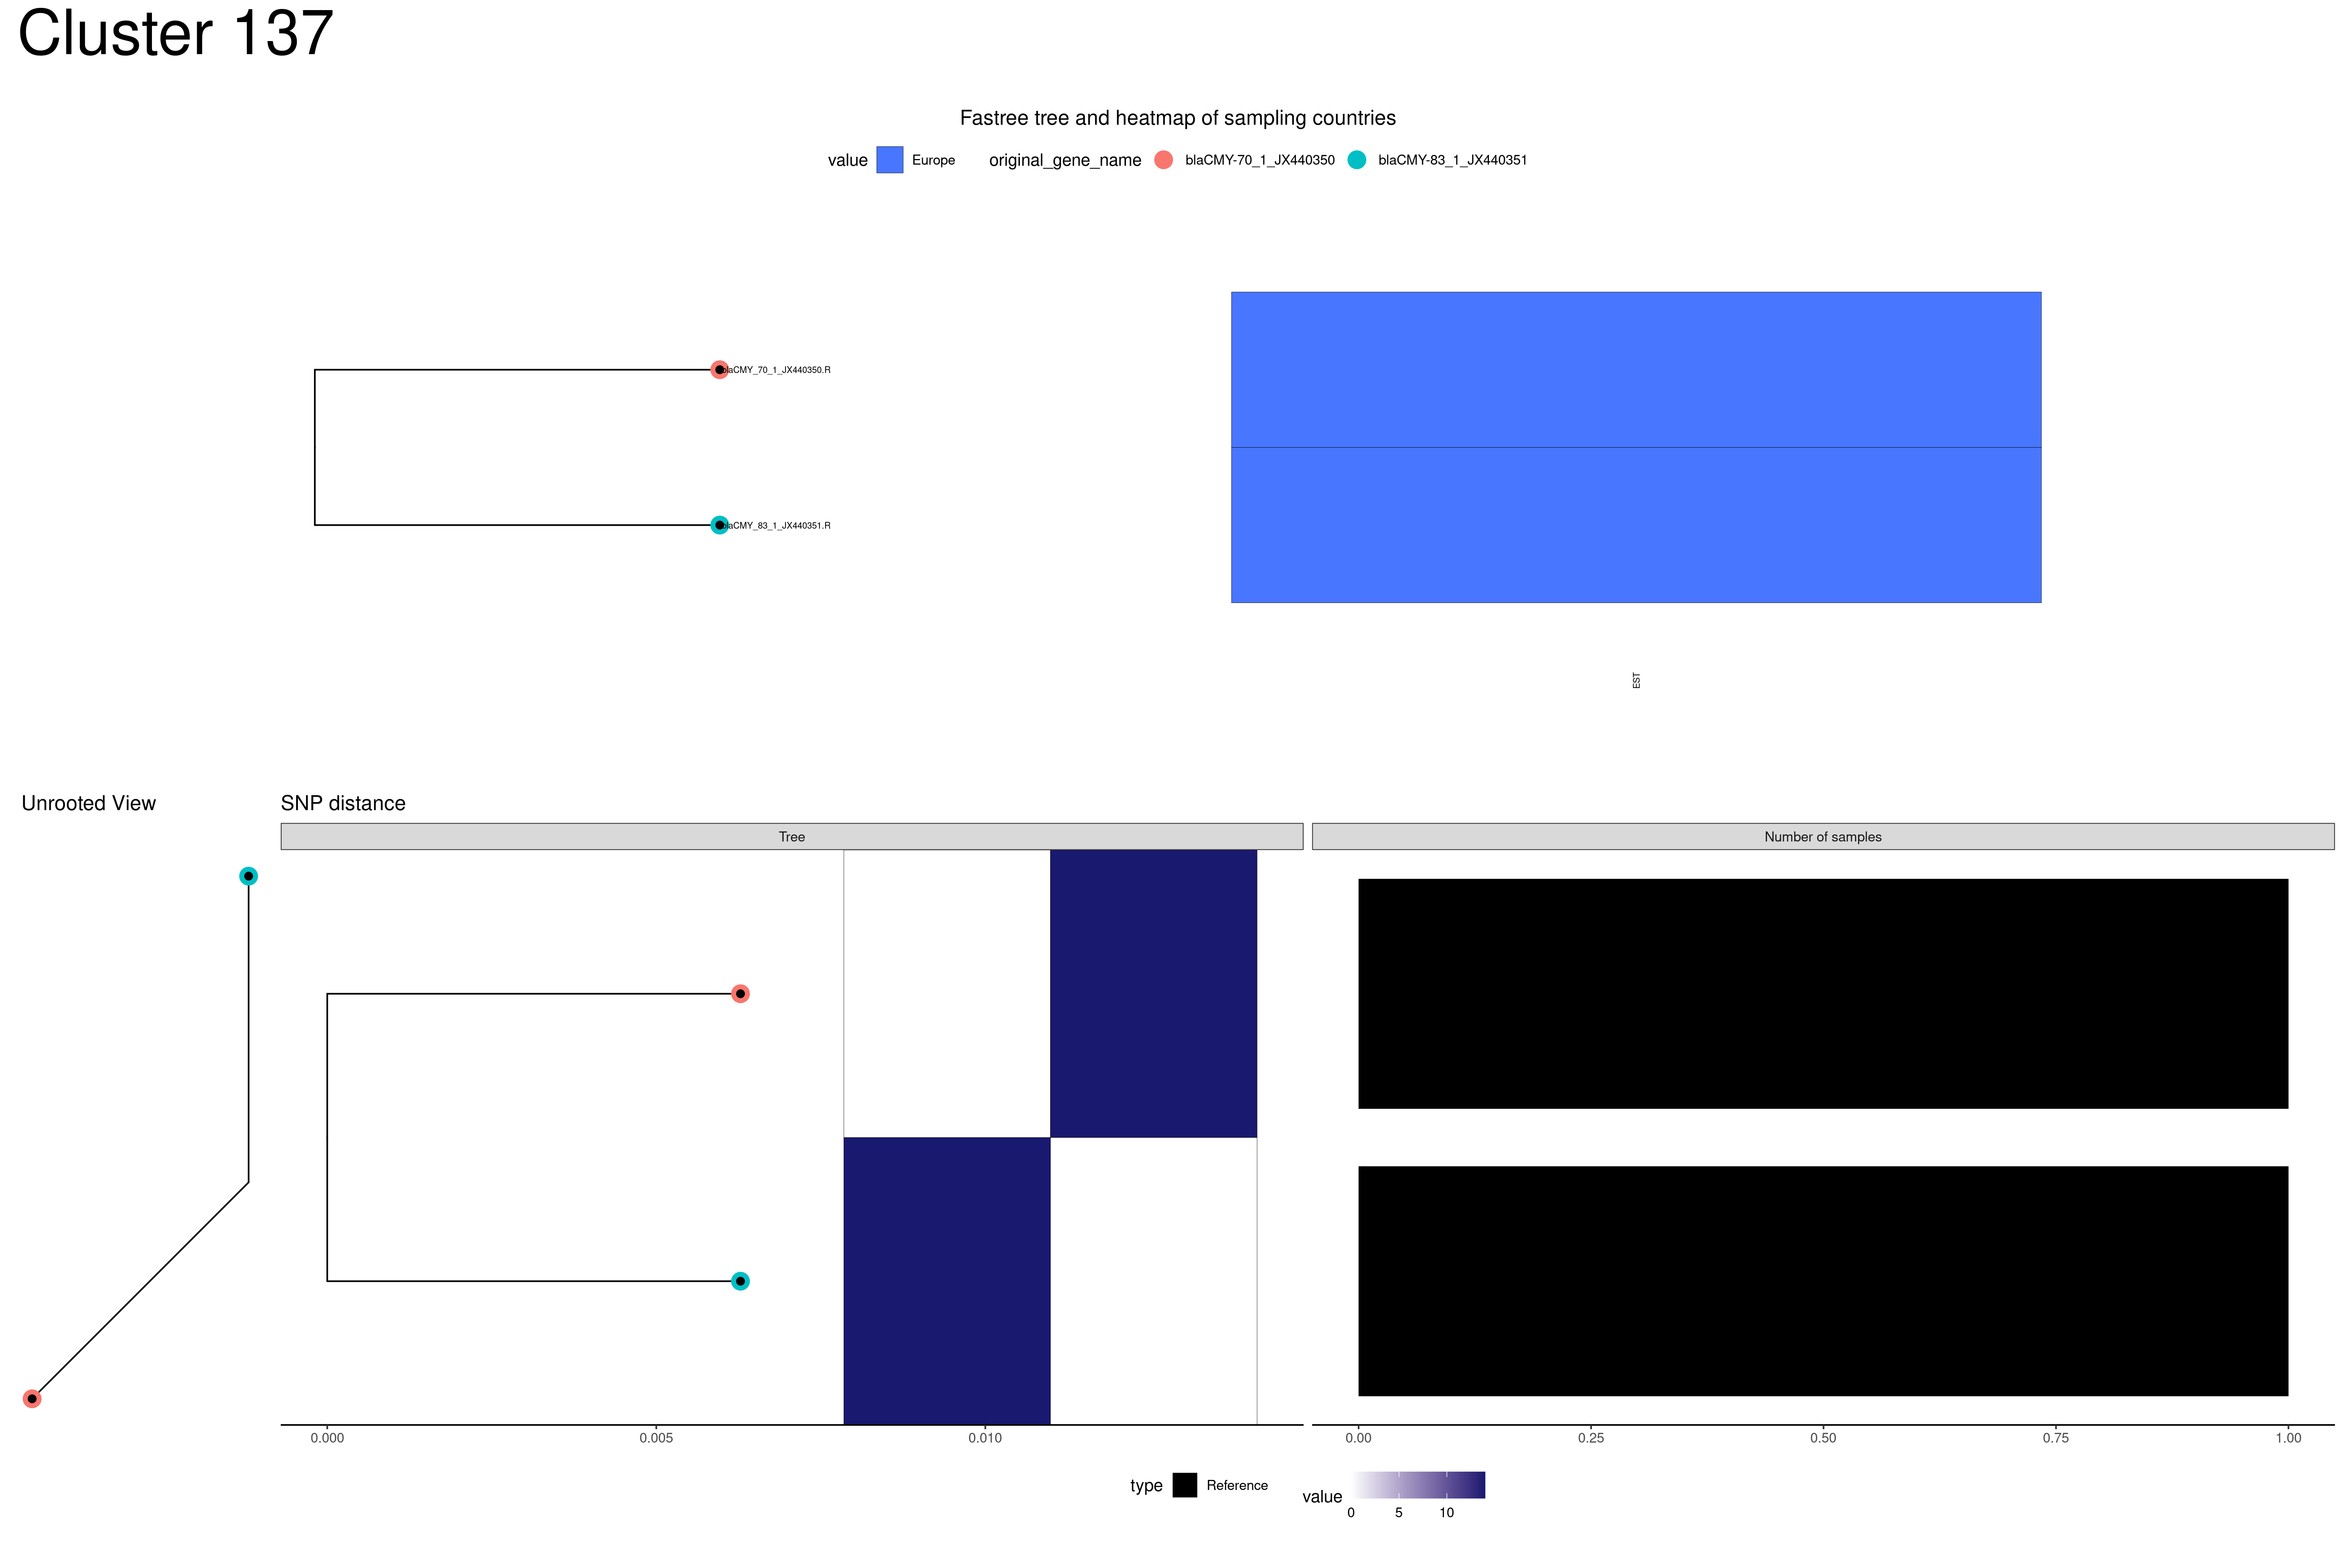 Cluster 137
Fastree tree and heatmap of sampling countries
value Europe original_gene_name blaCMY-70_1_JX440350 blaCMY-83_1_JX440351
blaCMY_70_1_JX440350.R
blaCMY_83_1_JX440351.R
EST
Unrooted View
SNP distance
Tree
Number of samples
0.000 0.005 0.010
0.00 0.25 0.50 0.75 1.00
type Reference
value
0 5 10